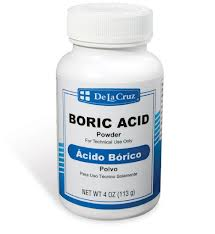 De La Cruz
BORIC ACID
Powder
For Technical Use Only
Ácido Bórico
Polvo
Para Uso Técnico Solamente
NET WT 4 OZ (113 g)